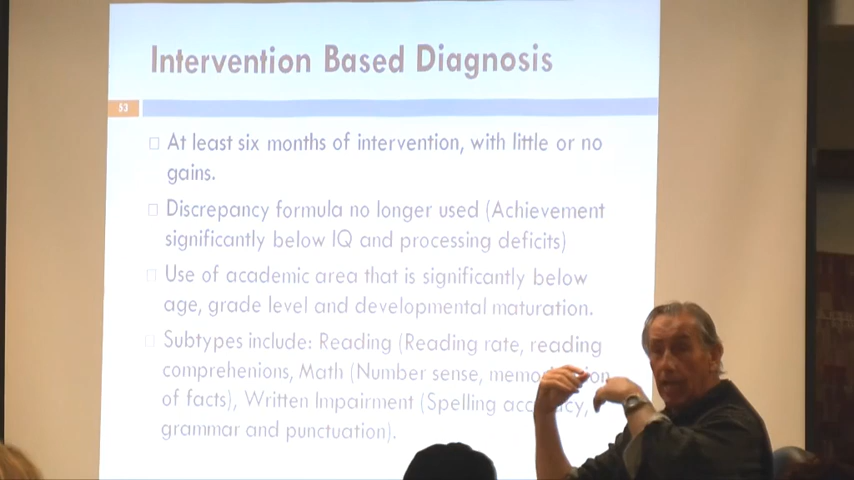 Intervention Based Diagnosis
53
At least six months of intervention, with little or no
gains.
Discrepancy formula no longer used (Achievement
significantly below IQ and processing deficits)
Use of academic area that is significantly below
age, grade level and developmental maturation.
Subtypes include: Reading (Reading rate, reading
comprehenions, Math (Number sense,
of facts), Written Impairment (Spelling
grammar and punctuation).